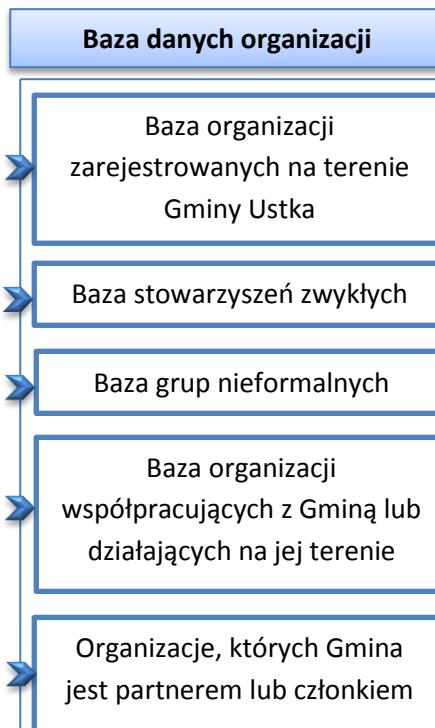 Baza danych organizacji
Baza organizacji
zarejestrowanych na terenie
Gminy Ustka
Baza stowarzyszeń zwykłych
Baza grup nieformalnych
Baza organizacji
współpracujących z Gminą lub
działających na jej terenie
Organizacje, których Gmina
jest partnerem lub członkiem